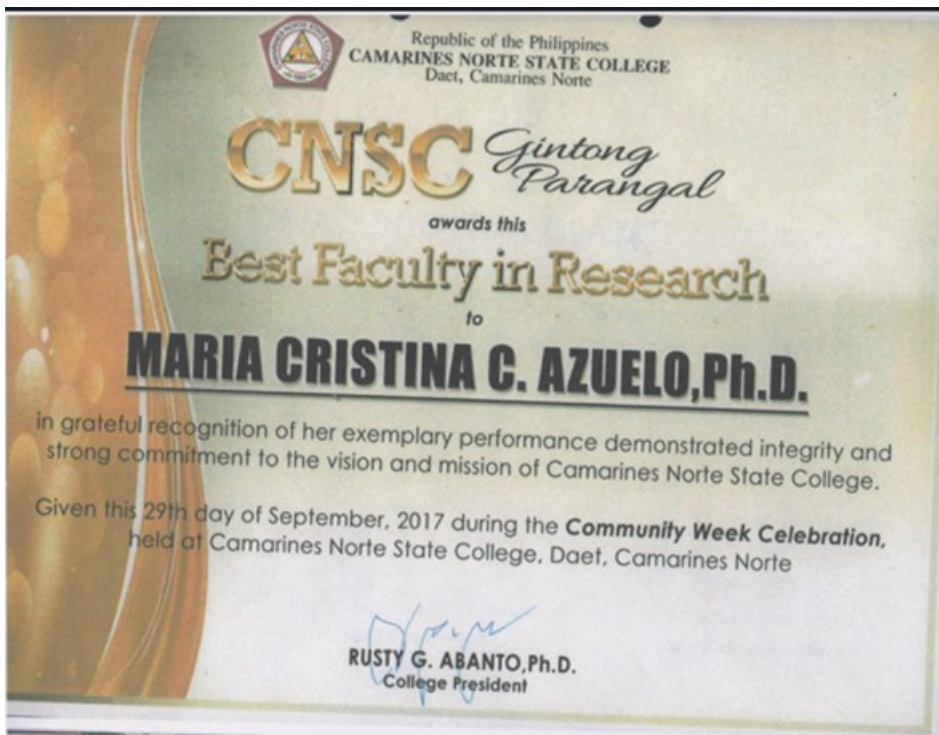 Republic of the Philippines
CAMARINES NORTE STATE COLLEGE
Daet, Camarines Norte
CNSC Gintong Parangal
awards this
Best Faculty in Research
to
MARIA CRISTINA C. AZUELO,Ph.D.
in grateful recognition of her exemplary performance demonstrated integrity and
strong commitment to the vision and mission of Camarines Norte State College.
Given this 29th day of September, 2017 during the Community Week Celebration,
held at Camarines Norte State College, Daet, Camarines Norte
RUSTY G. ABANTO,Ph.D.
College President